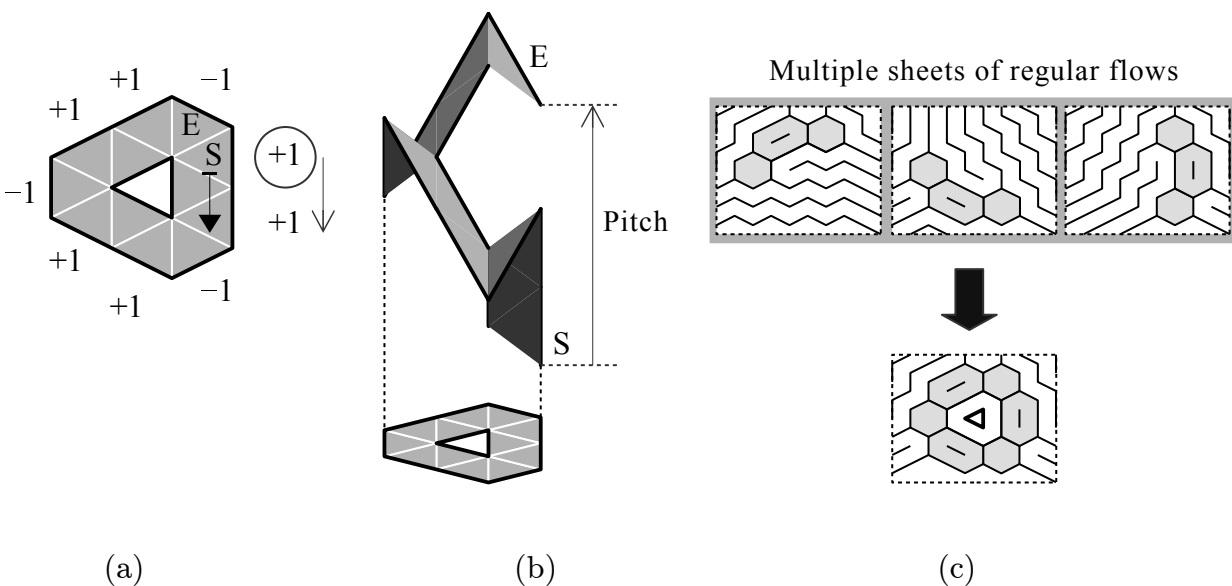 +1
−1
+1
E
S
+1
−1
+1
+1
+1
−1
(a)
E
Pitch
S
(b)
Multiple sheets of regular flows
(c)